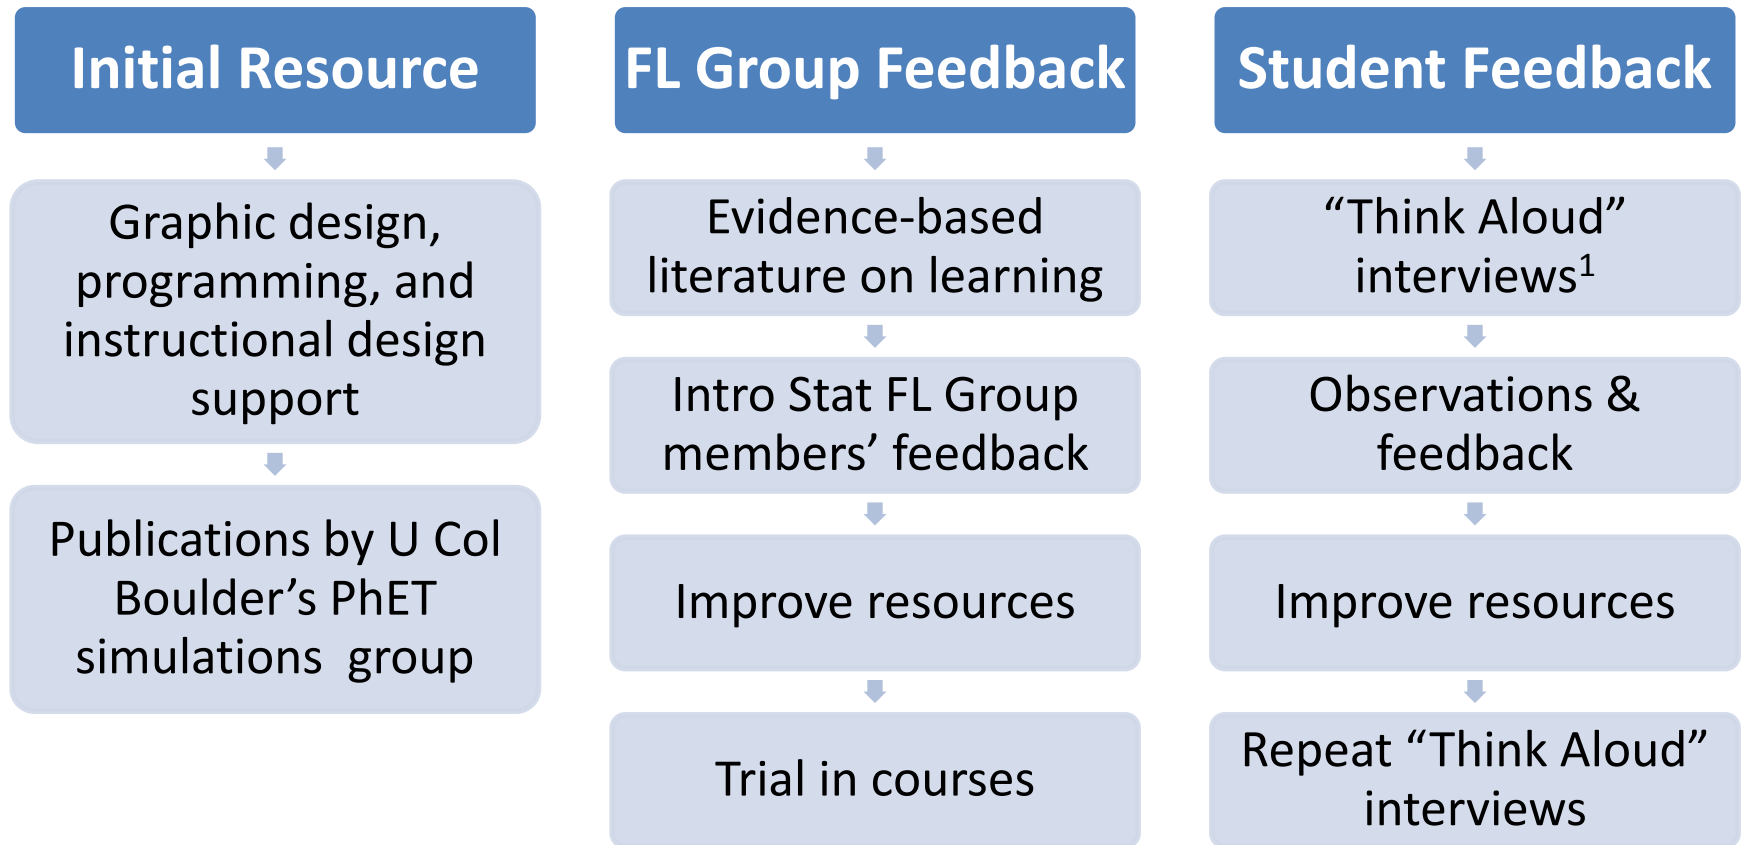 Initial Resource
Graphic design,
programming, and
instructional design
support
Publications by U Col
Boulder’s PhET
simulations  group
FL Group Feedback
Evidence-based
literature on learning
Intro Stat FL Group
members’ feedback
Improve resources
Trial in courses
Student Feedback
“Think Aloud”
interviews¹
Observations &
feedback
Improve resources
Repeat “Think Aloud”
interviews